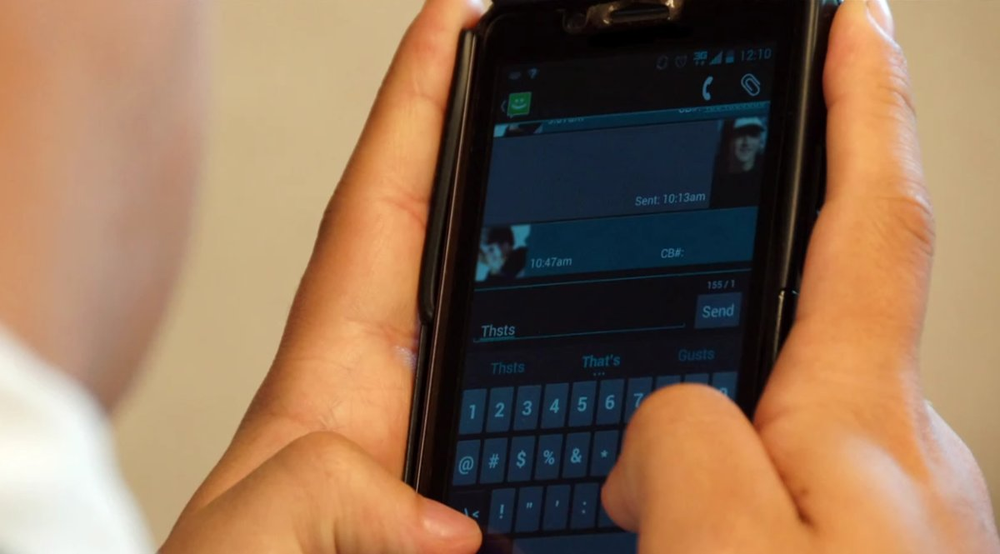 3G 12:10
Sent: 10:13am
10:47am CB#:
155 / 1
Thsts
Send
Thsts That's Gusts
1 2 3 4 5 6 7
@ # $ % & *
! " ' :